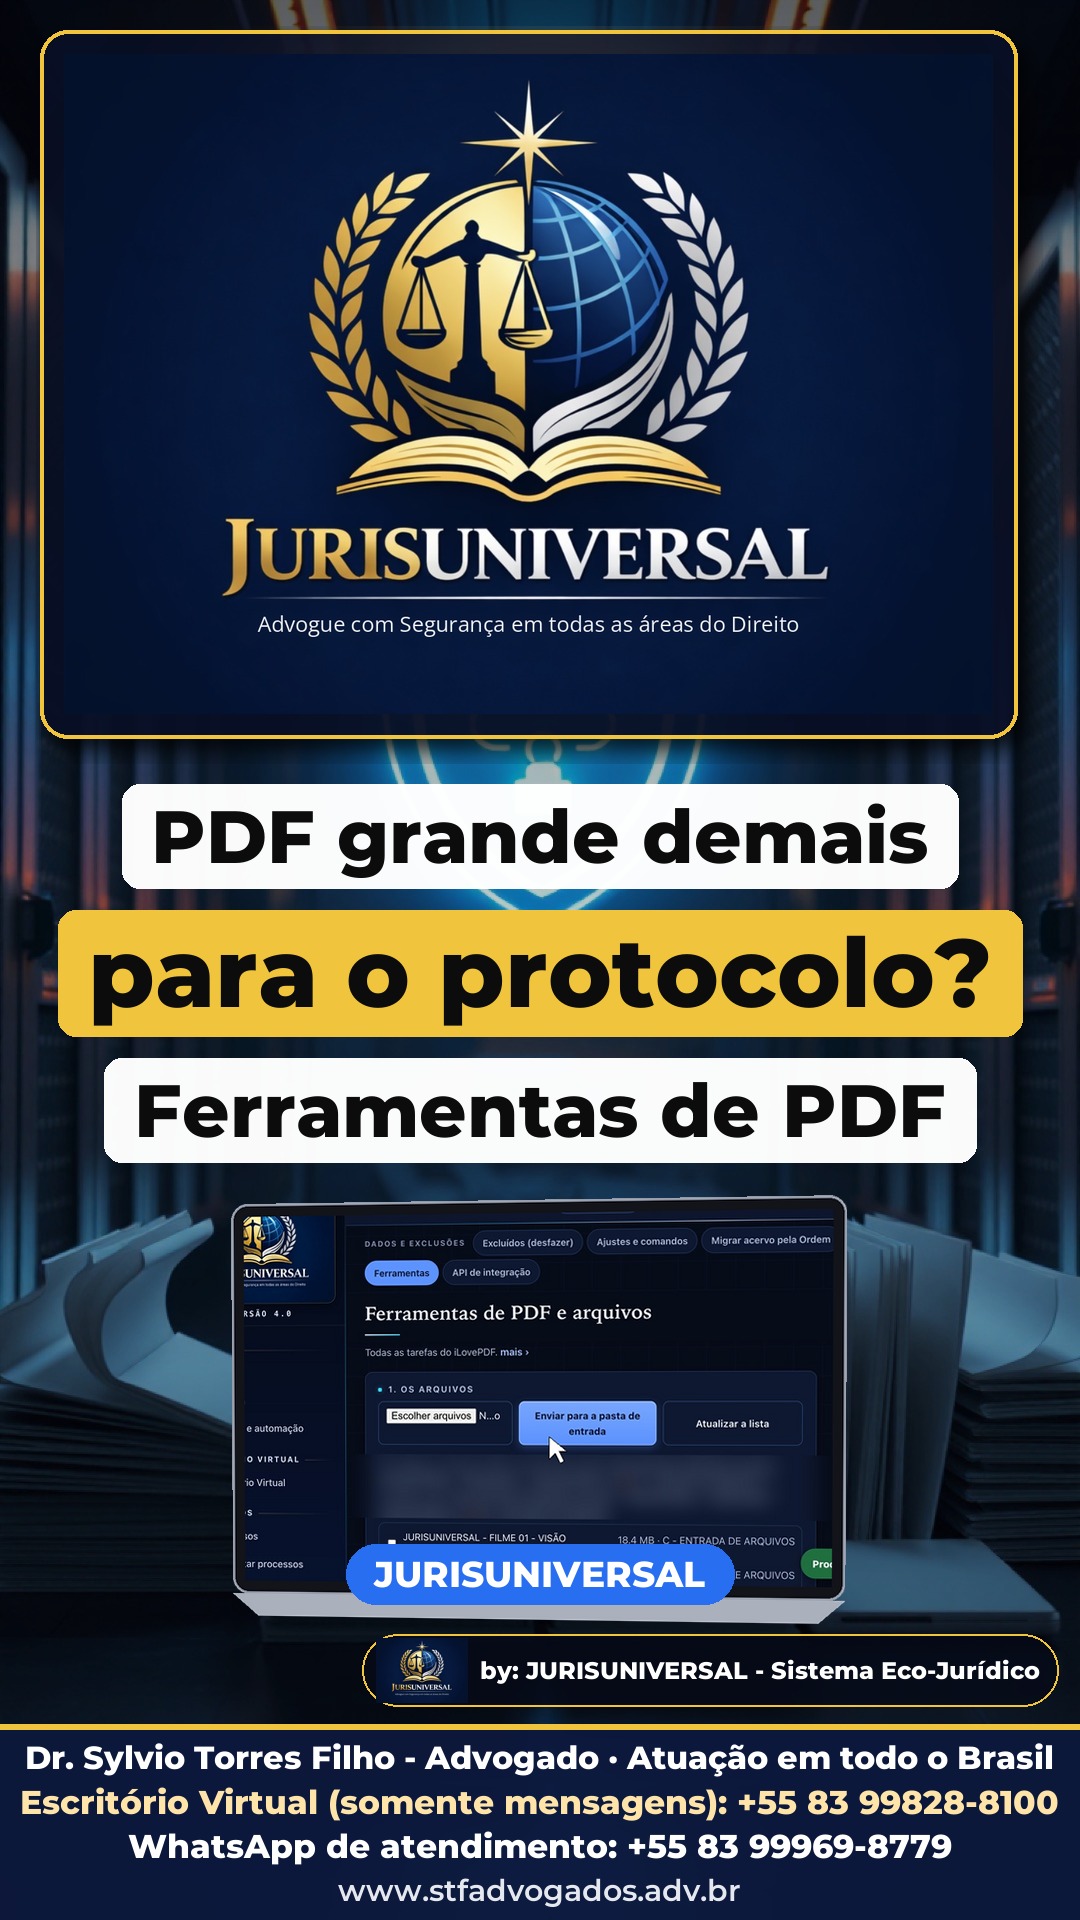 JURISUNIVERSAL
Advogue com Segurança em todas as áreas do Direito
PDF grande demais
para o protocolo?
Ferramentas de PDF
DADOS E EXCLUSÕES Excluídos (desfazer) Ajustes e comandos Migrar acervo pela Ordem
Ferramentas API de integração
RSÃO 4.0
Ferramentas de PDF e arquivos
Todas as tarefas do iLovePDF. mais ›
1. OS ARQUIVOS
Escolher arquivos N...o
Enviar para a pasta de entrada
Atualizar a lista
e automação
O VIRTUAL
io Virtual
JURISUNIVERSAL - FILME 01 - VISÃO 18.4 MB · C - ENTRADA DE ARQUIVOS
sos
E ARQUIVOS
ar processos
JURISUNIVERSAL
by: JURISUNIVERSAL - Sistema Eco-Jurídico
Dr. Sylvio Torres Filho - Advogado · Atuação em todo o Brasil
Escritório Virtual (somente mensagens): +55 83 99828-8100
WhatsApp de atendimento: +55 83 99969-8779
www.stfadvogados.adv.br